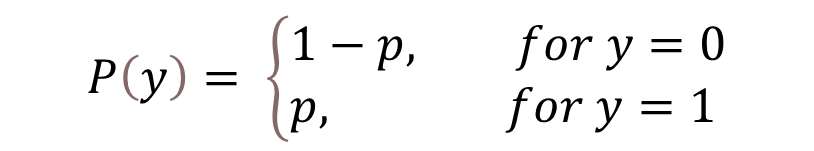 P(y) = { 1 − p, for y = 0
p, for y = 1